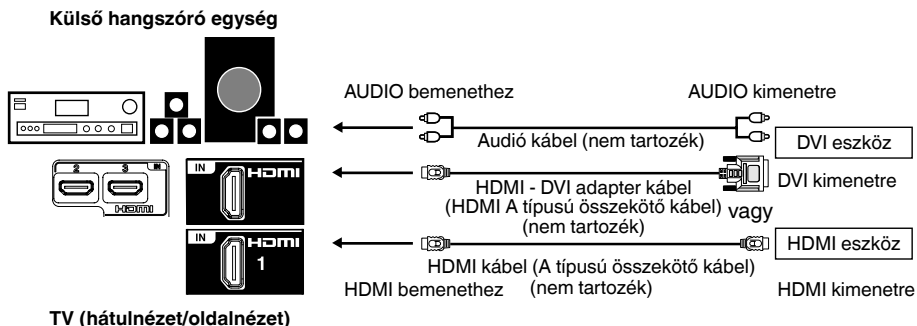 Külső hangszóró egység
AUDIO bemenethez
AUDIO kimenetre
Audió kábel (nem tartozék)
DVI eszköz
2
3
IN
HDMI
IN
HDMI
HDMI - DVI adapter kábel
(HDMI A típusú összekötő kábel)
(nem tartozék)
DVI kimenetre
vagy
IN
HDMI
1
HDMI eszköz
HDMI kábel (A típusú összekötő kábel)
(nem tartozék)
HDMI bemenethez
HDMI kimenetre
TV (hátulnézet/oldalnézet)